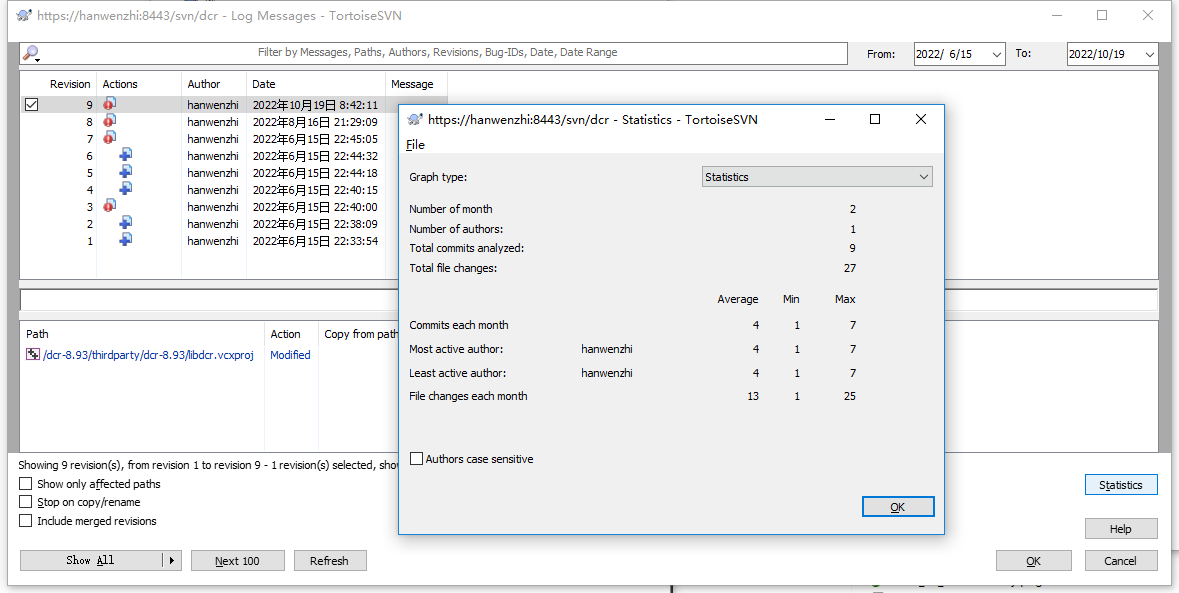 https://hanwenzhi:8443/svn/dcr - Log Messages - TortoiseSVN
Filter by Messages, Paths, Authors, Revisions, Bug-IDs, Date, Date Range
From: 2022/ 6/15 To: 2022/10/19
Revision Actions Author Date Message
9 hanwenzhi 2022年10月19日 8:42:11
8 hanwenzhi 2022年8月16日 21:29:09
7 hanwenzhi 2022年6月15日 22:45:05
6 hanwenzhi 2022年6月15日 22:44:32
5 hanwenzhi 2022年6月15日 22:44:18
4 hanwenzhi 2022年6月15日 22:40:15
3 hanwenzhi 2022年6月15日 22:40:00
2 hanwenzhi 2022年6月15日 22:38:09
1 hanwenzhi 2022年6月15日 22:33:54
Path Action Copy from path
/dcr-8.93/thirdparty/dcr-8.93/libdcr.vcxproj Modified
Showing 9 revision(s), from revision 1 to revision 9 - 1 revision(s) selected,
Show only affected paths
Stop on copy/rename
Include merged revisions
Show All Next 100 Refresh
Statistics
Help
OK Cancel
https://hanwenzhi:8443/svn/dcr - Statistics - TortoiseSVN
File
Graph type: Statistics
Number of month 2
Number of authors: 1
Total commits analyzed: 9
Total file changes: 27
Average Min Max
Commits each month 4 1 7
Most active author: hanwenzhi 4 1 7
Least active author: hanwenzhi 4 1 7
File changes each month 13 1 25
Authors case sensitive
OK